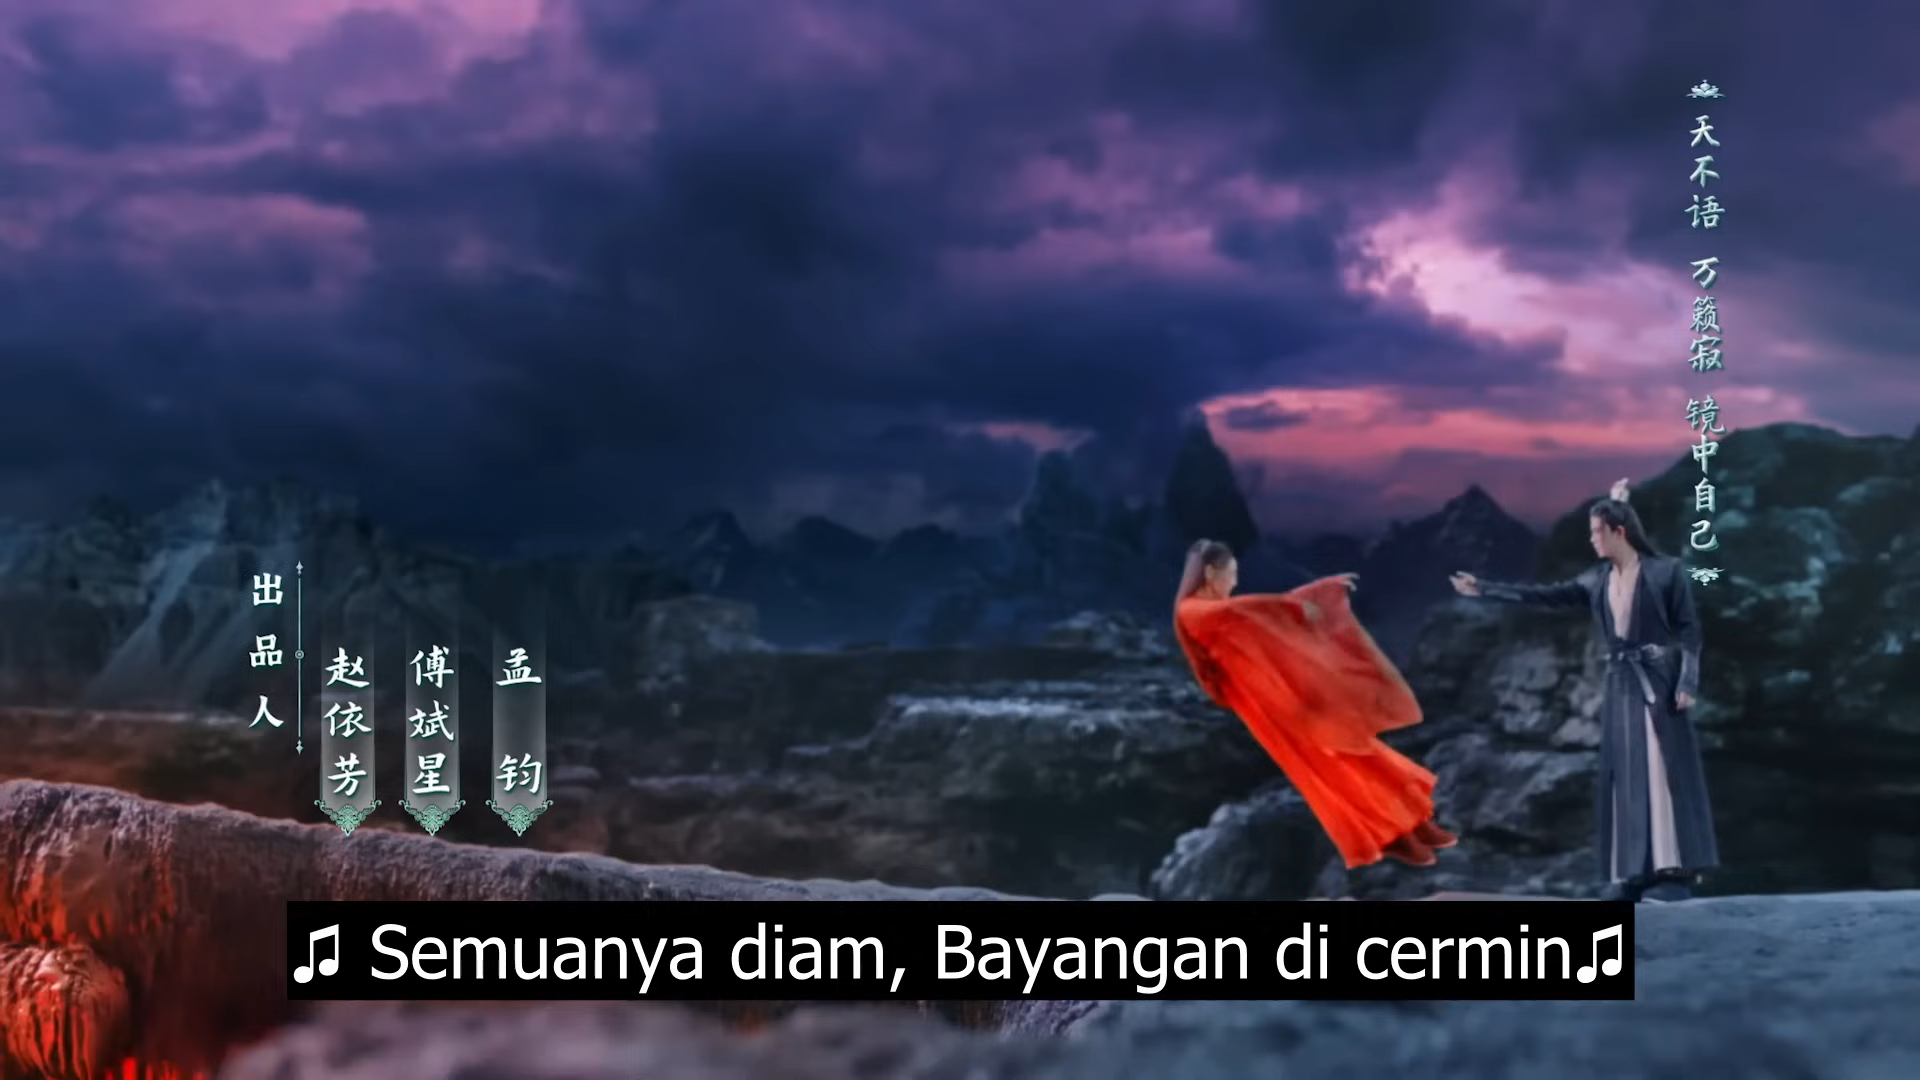 天不语 万籁寂 镜中自己
出品人
孟钧
傅斌星
赵依芳
♫ Semuanya diam, Bayangan di cermin♫